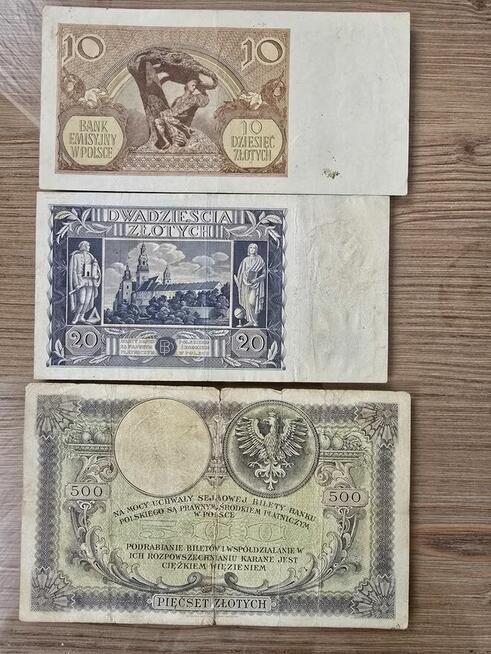 10
10
BANK
EMISYJNY
W POLSCE
10
DZIESIĘĆ
ZŁOTYCH
DWADZIEŚCIA
ZŁOTYCH
20
20
500
500
NA MOCY UCHWAŁY SEJMOWEJ BILETY BANKU
POLSKIEGO SĄ PRAWNYM ŚRODKIEM PŁATNICZYM
W POLSCE
PODRABIANIE BILETÓW I WSPÓŁDZIAŁANIE W
ICH ROZPOWSZECHNIANIU KARANE JEST
CIĘŻKIEM WIĘZIENIEM
PIĘĆSET ZŁOTYCH